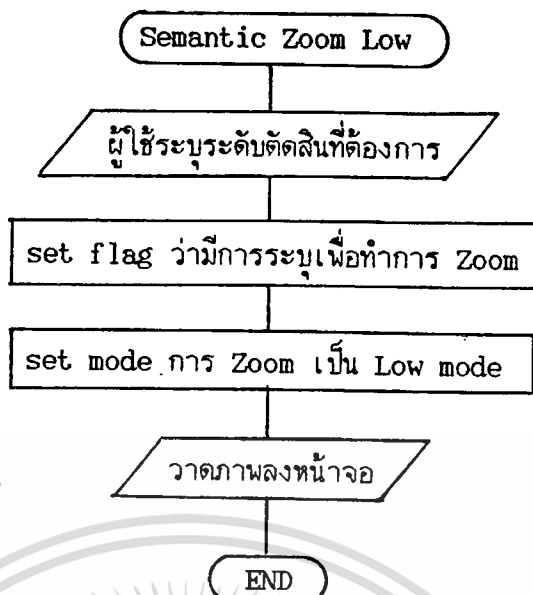 Semantic Zoom Low
ผู้ใช้ระบุระดับตัดสินที่ต้องการ
set flag ว่ามีการระบุเพื่อทำการ Zoom
set mode การ Zoom เป็น Low mode
วาดภาพลงหน้าจอ
END